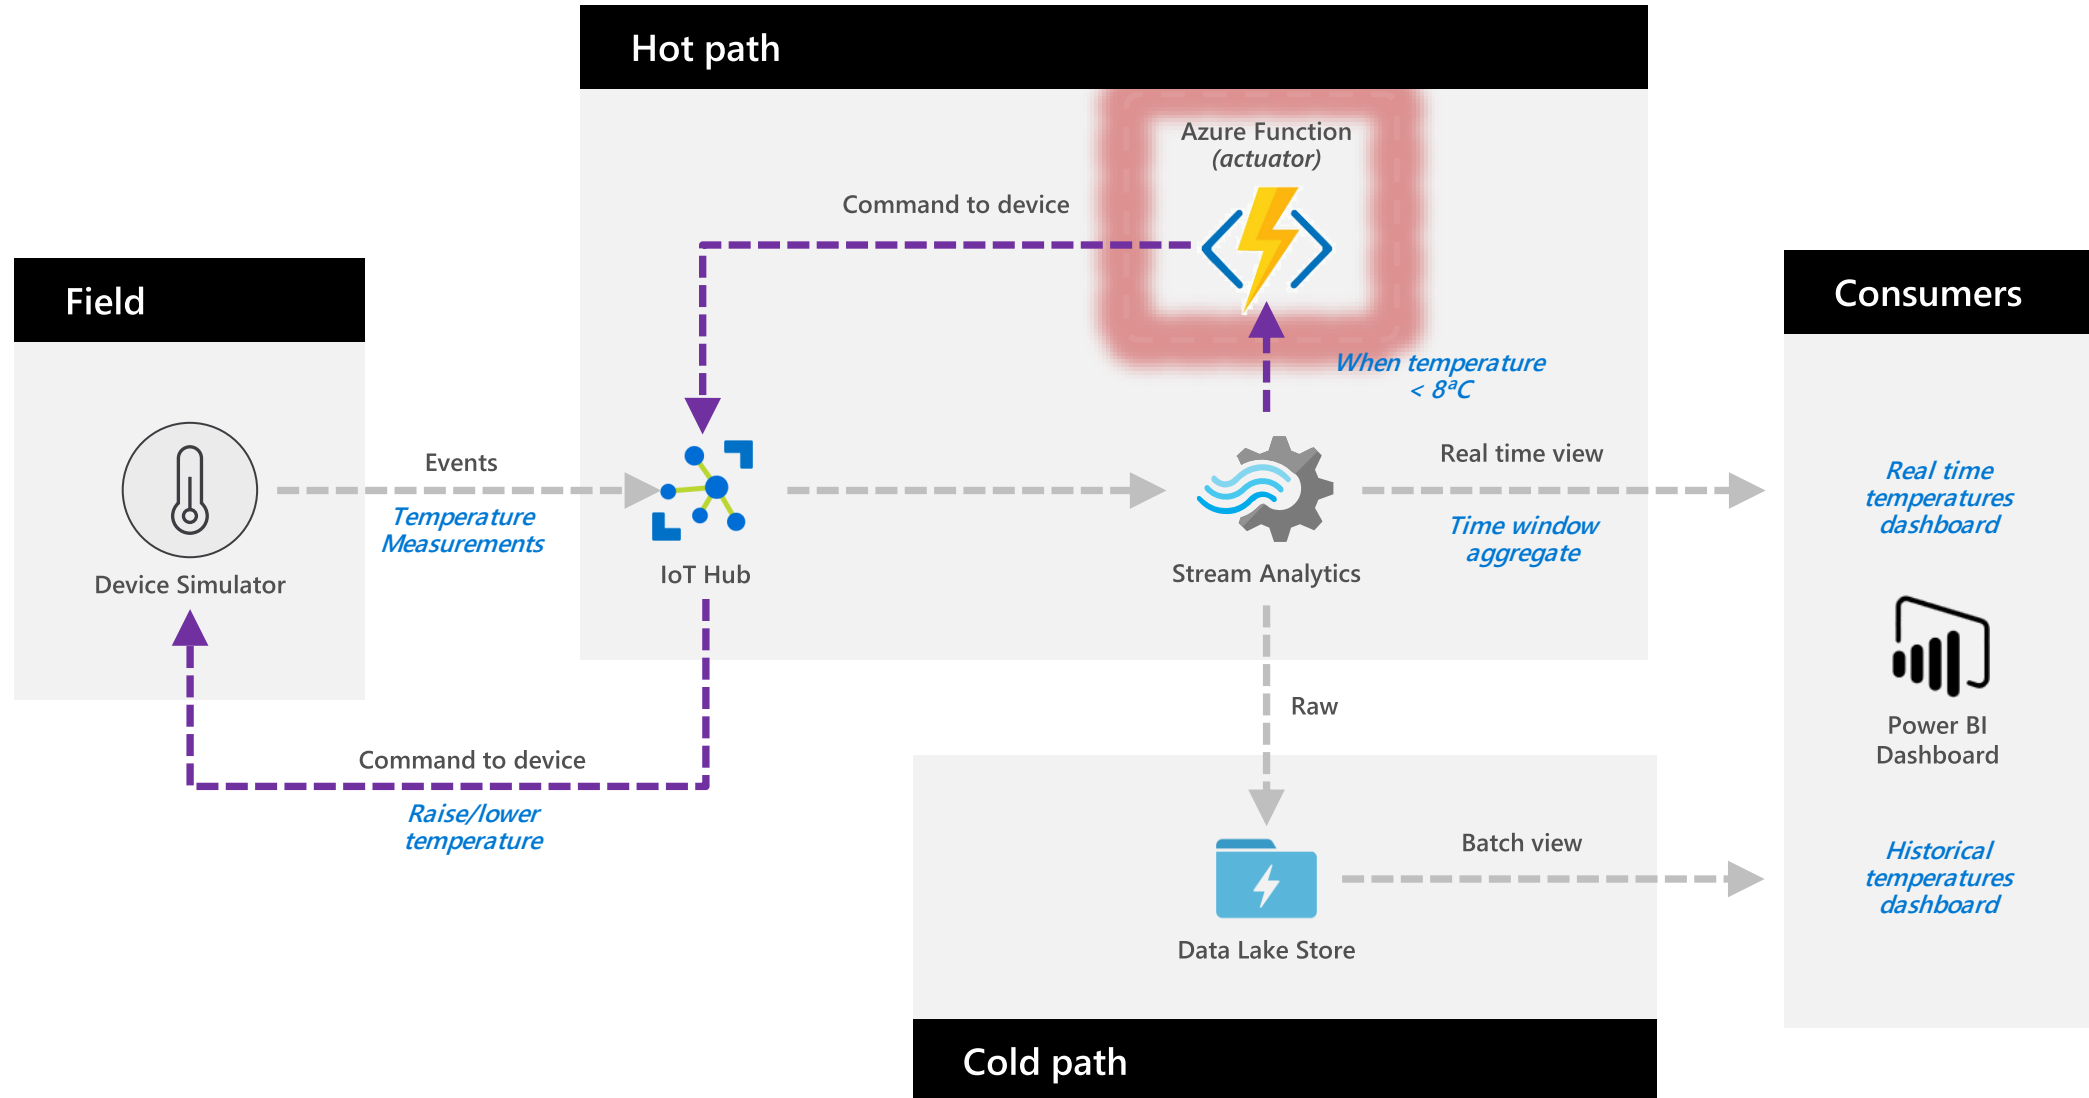 Hot path
Azure Function
(actuator)
Command to device
Field
Consumers
When temperature
< 8ªC
Events
Temperature
Measurements
Real time view
Time window
aggregate
Real time
temperatures
dashboard
Device Simulator
IoT Hub
Stream Analytics
Raw
Power BI
Dashboard
Command to device
Raise/lower
temperature
Batch view
Historical
temperatures
dashboard
Data Lake Store
Cold path